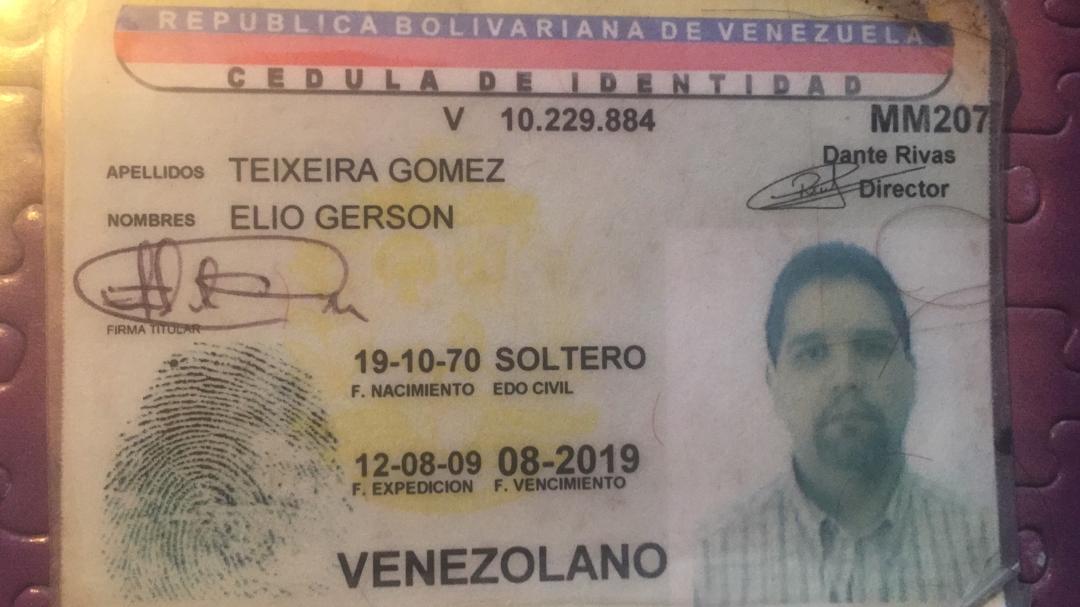 REPUBLICA BOLIVARIANA DE VENEZUELA
CEDULA DE IDENTIDAD
V 10.229.884 MM207
Dante Rivas
Director
APELLIDOS TEIXEIRA GOMEZ
NOMBRES ELIO GERSON
FIRMA TITULAR
19-10-70 SOLTERO
F. NACIMIENTO EDO CIVIL
12-08-09 08-2019
F. EXPEDICION F. VENCIMIENTO
VENEZOLANO